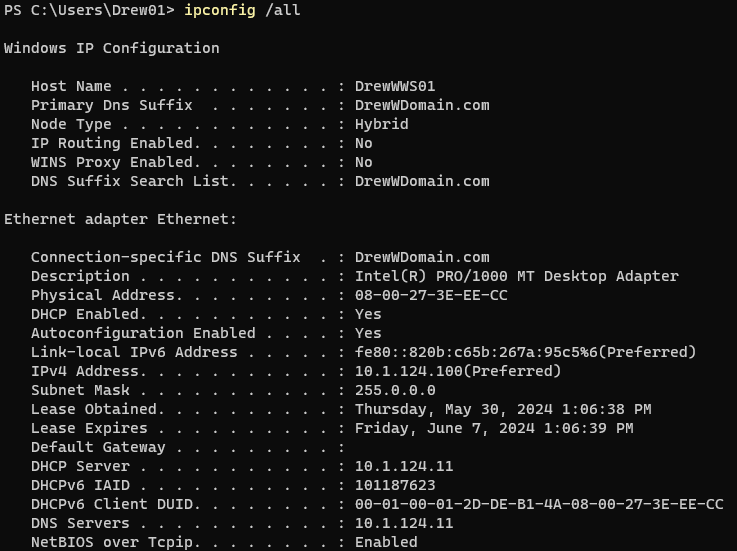 PS C:\Users\Drew01> ipconfig /all
Windows IP Configuration
Host Name . . . . . . . . . . . . : DrewWWS01
Primary Dns Suffix  . . . . . . . : DrewWDomain.com
Node Type . . . . . . . . . . . . : Hybrid
IP Routing Enabled. . . . . . . . : No
WINS Proxy Enabled. . . . . . . . : No
DNS Suffix Search List. . . . . . : DrewWDomain.com
Ethernet adapter Ethernet:
Connection-specific DNS Suffix  . : DrewWDomain.com
Description . . . . . . . . . . . : Intel(R) PRO/1000 MT Desktop Adapter
Physical Address. . . . . . . . . : 08-00-27-3E-EE-CC
DHCP Enabled. . . . . . . . . . . : Yes
Autoconfiguration Enabled . . . . : Yes
Link-local IPv6 Address . . . . . : fe80::820b:c65b:267a:95c5%6(Preferred)
IPv4 Address. . . . . . . . . . . : 10.1.124.100(Preferred)
Subnet Mask . . . . . . . . . . . : 255.0.0.0
Lease Obtained. . . . . . . . . . : Thursday, May 30, 2024 1:06:38 PM
Lease Expires . . . . . . . . . . : Friday, June 7, 2024 1:06:39 PM
Default Gateway . . . . . . . . . :
DHCP Server . . . . . . . . . . . : 10.1.124.11
DHCPv6 IAID . . . . . . . . . . . : 101187623
DHCPv6 Client DUID. . . . . . . . : 00-01-00-01-2D-DE-B1-4A-08-00-27-3E-EE-CC
DNS Servers . . . . . . . . . . . : 10.1.124.11
NetBIOS over Tcpip. . . . . . . . : Enabled